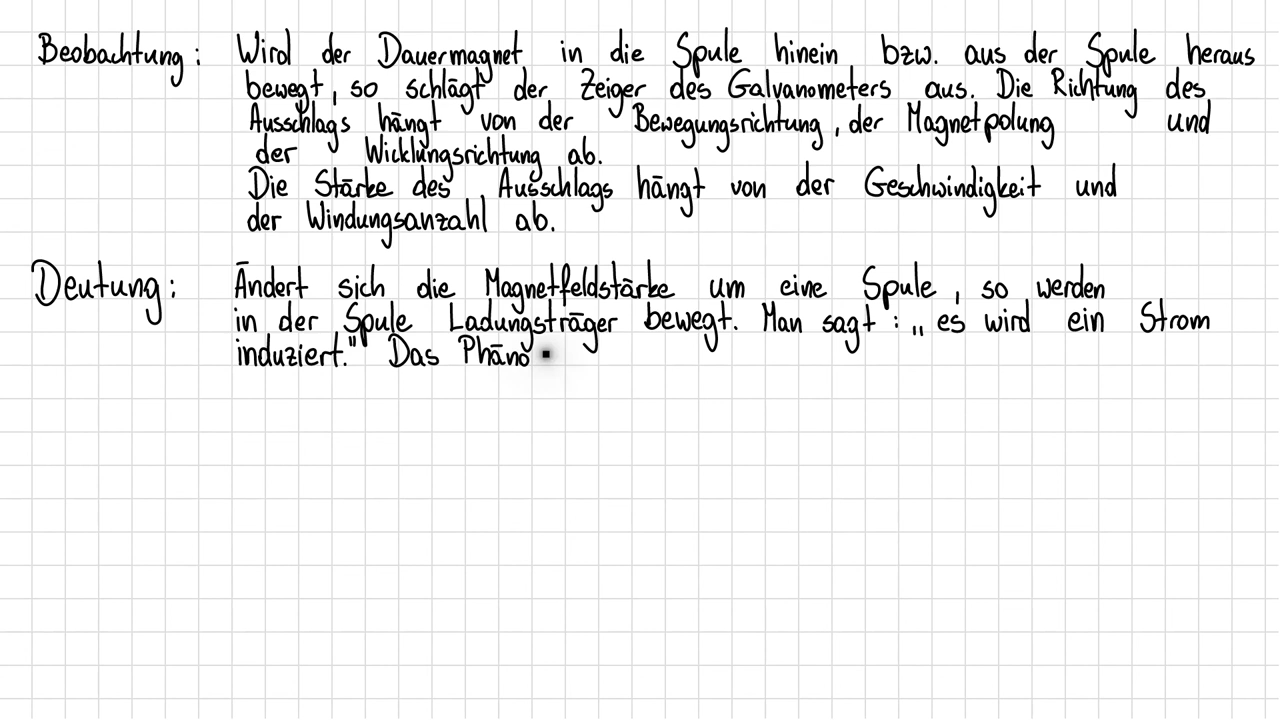 Beobachtung: Wird der Dauermagnet in die Spule hinein bzw. aus der Spule heraus
bewegt, so schlägt der Zeiger des Galvanometers aus. Die Richtung des
Ausschlags hängt von der Bewegungsrichtung, der Magnetpolung und
der Wicklungsrichtung ab.
Die Stärke des Ausschlags hängt von der Geschwindigkeit und
der Windungsanzahl ab.
Deutung: Ändert sich die Magnetfeldstärke um eine Spule, so werden
in der Spule Ladungsträger bewegt. Man sagt: „es wird ein Strom
induziert." Das Phäno